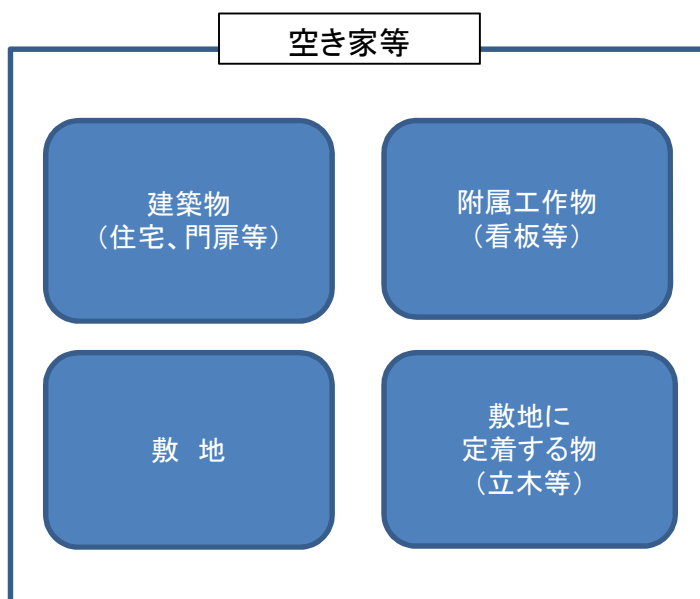 空き家等
建築物
（住宅、門扉等）
附属工作物
（看板等）
敷　地
敷地に
定着する物
（立木等）